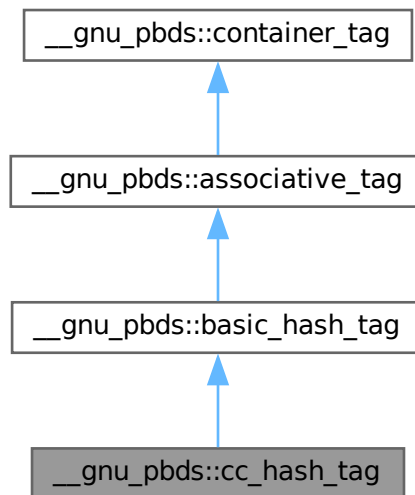 __gnu_pbds::container_tag
__gnu_pbds::associative_tag
__gnu_pbds::basic_hash_tag
__gnu_pbds::cc_hash_tag